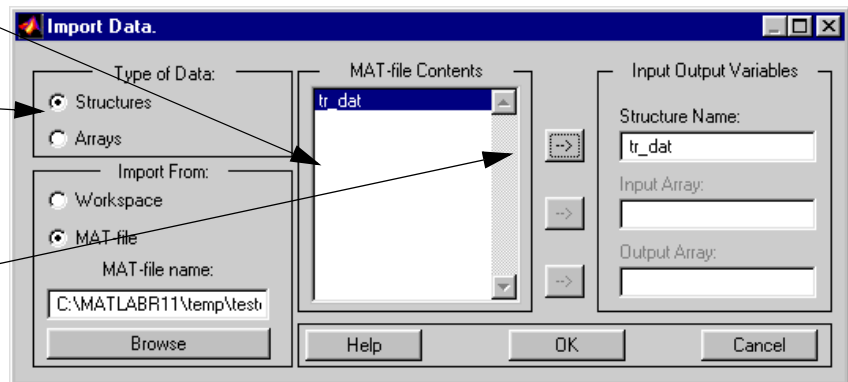 Import Data.
Type of Data:
Structures
Arrays
Import From:
Workspace
MAT-file
MAT-file name:
C:\MATLABR11\temp\test
Browse
MAT-file Contents
tr_dat
-->
-->
-->
Input Output Variables
Structure Name:
tr_dat
Input Array:
Output Array:
Help
OK
Cancel